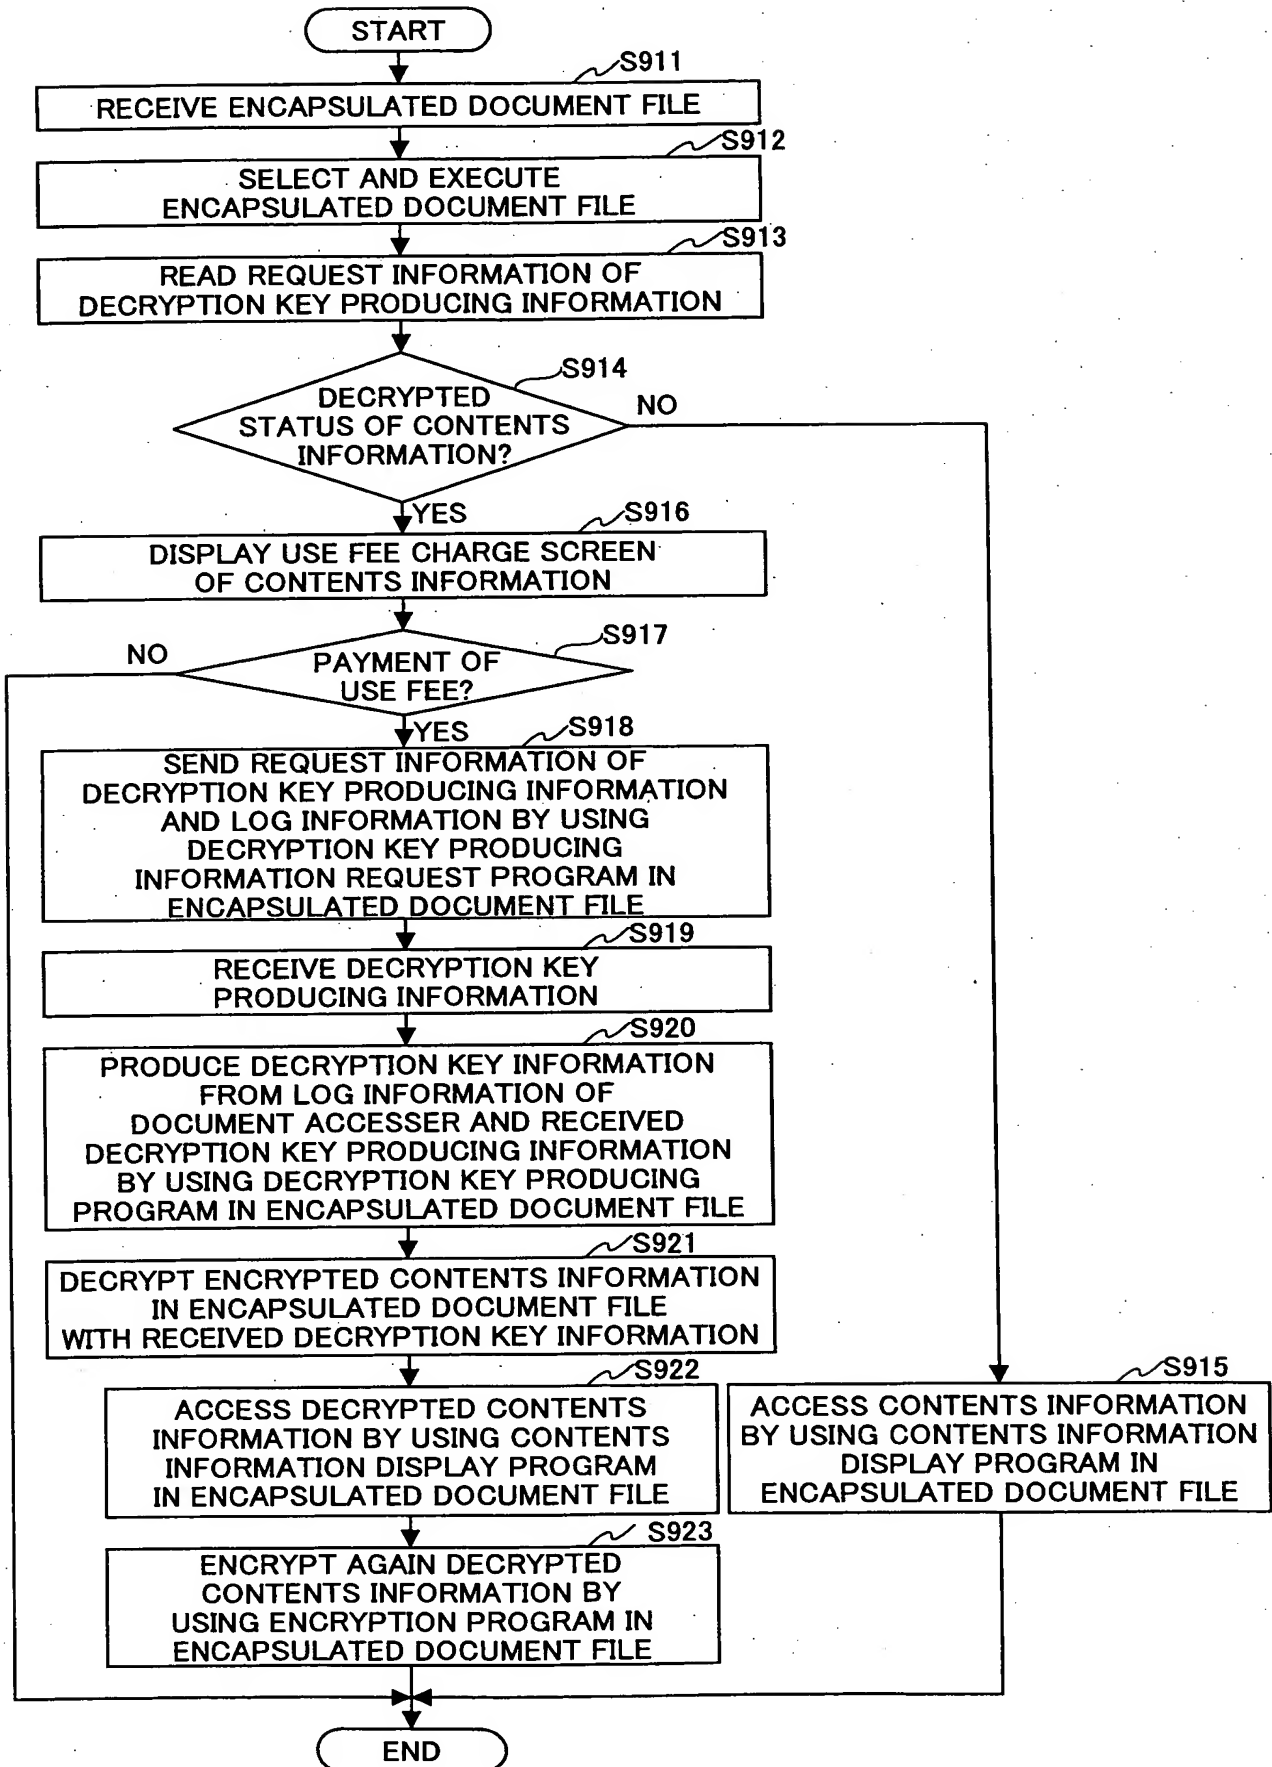 START
S911
RECEIVE ENCAPSULATED DOCUMENT FILE
S912
SELECT AND EXECUTE
ENCAPSULATED DOCUMENT FILE
S913
READ REQUEST INFORMATION OF
DECRYPTION KEY PRODUCING INFORMATION
S914
DECRYPTED
STATUS OF CONTENTS
INFORMATION?
NO
YES
S916
DISPLAY USE FEE CHARGE SCREEN
OF CONTENTS INFORMATION
S917
NO
PAYMENT OF
USE FEE?
YES
S918
SEND REQUEST INFORMATION OF
DECRYPTION KEY PRODUCING INFORMATION
AND LOG INFORMATION BY USING
DECRYPTION KEY PRODUCING
INFORMATION REQUEST PROGRAM IN
ENCAPSULATED DOCUMENT FILE
S919
RECEIVE DECRYPTION KEY
PRODUCING INFORMATION
S920
PRODUCE DECRYPTION KEY INFORMATION
FROM LOG INFORMATION OF
DOCUMENT ACCESSER AND RECEIVED
DECRYPTION KEY PRODUCING INFORMATION
BY USING DECRYPTION KEY PRODUCING
PROGRAM IN ENCAPSULATED DOCUMENT FILE
S921
DECRYPT ENCRYPTED CONTENTS INFORMATION
IN ENCAPSULATED DOCUMENT FILE
WITH RECEIVED DECRYPTION KEY INFORMATION
S922
ACCESS DECRYPTED CONTENTS
INFORMATION BY USING CONTENTS
INFORMATION DISPLAY PROGRAM
IN ENCAPSULATED DOCUMENT FILE
S915
ACCESS CONTENTS INFORMATION
BY USING CONTENTS INFORMATION
DISPLAY PROGRAM IN
ENCAPSULATED DOCUMENT FILE
S923
ENCRYPT AGAIN DECRYPTED
CONTENTS INFORMATION BY
USING ENCRYPTION PROGRAM IN
ENCAPSULATED DOCUMENT FILE
END